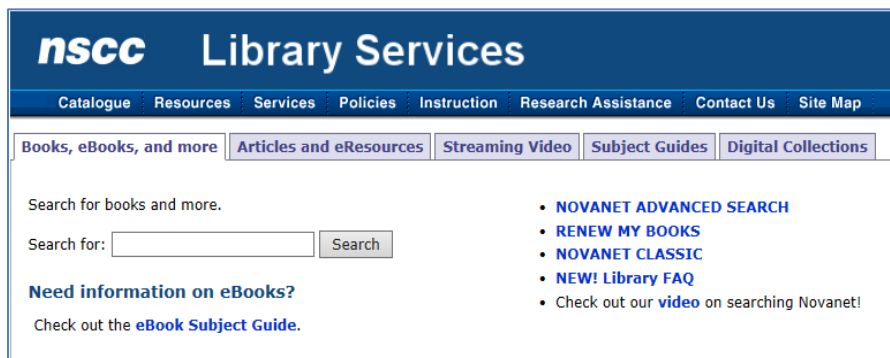 nscc Library Services
Catalogue Resources Services Policies Instruction Research Assistance Contact Us Site Map
Books, eBooks, and more Articles and eResources Streaming Video Subject Guides Digital Collections
Search for books and more.
Search for: Search
Need information on eBooks?
Check out the eBook Subject Guide.
• NOVANET ADVANCED SEARCH
• RENEW MY BOOKS
• NOVANET CLASSIC
• NEW! Library FAQ
• Check out our video on searching Novanet!